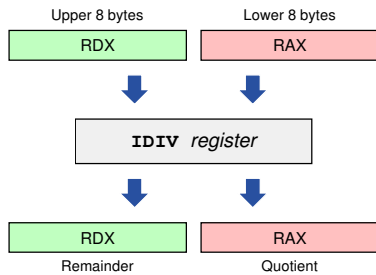 Upper 8 bytes Lower 8 bytes
RDX RAX
IDIV register
RDX RAX
Remainder Quotient